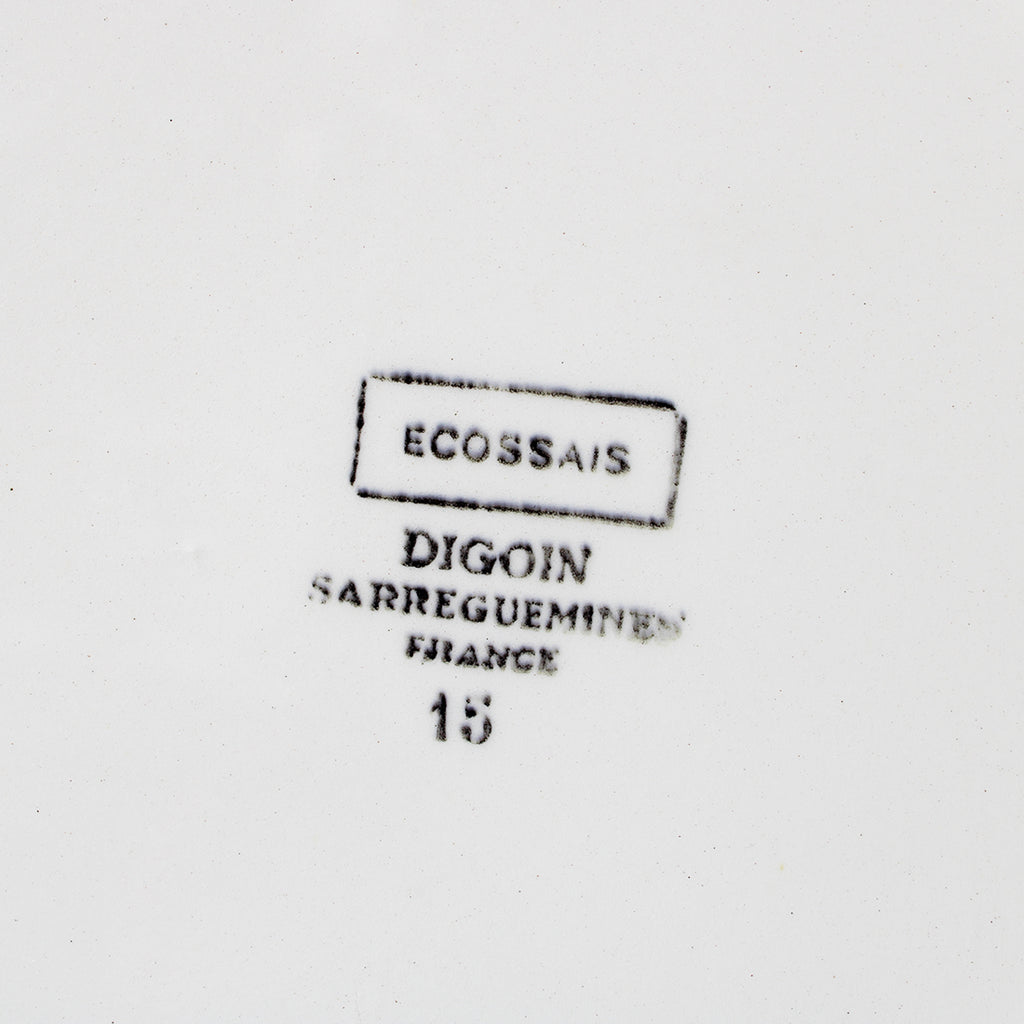 ECOSSAIS
DIGOIN
SARREGUEMINES
FRANCE
15